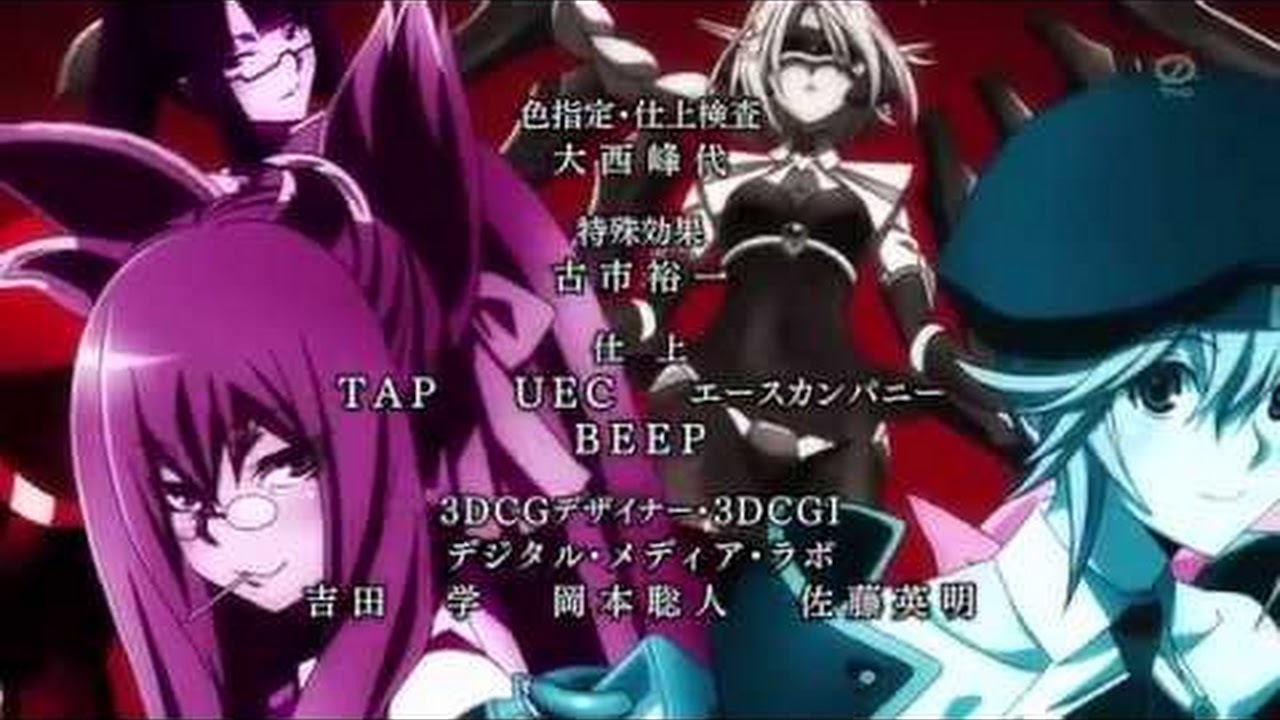 色指定・仕上検査
大西峰代
特殊効果
古市裕一
仕 上
TAP UEC エースカンパニー
BEEP
3DCGデザイナー・3DCGI
デジタル・メディア・ラボ
吉田 学 岡本聡人 佐藤英明